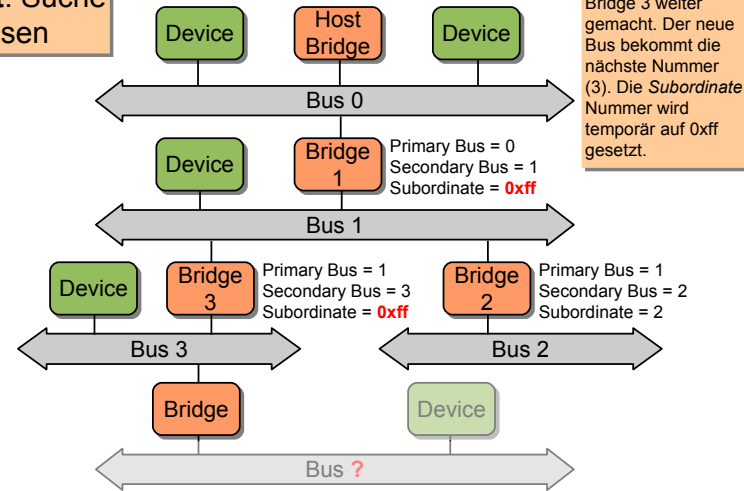 t: Suche
sen
Bridge 3 weiter
gemacht. Der neue
Bus bekommt die
nächste Nummer
(3). Die Subordinate
Nummer wird
temporär auf 0xff
gesetzt.
Device
Host
Bridge
Device
Bus 0
Device
Bridge
1
Primary Bus = 0
Secondary Bus = 1
Subordinate = 0xff
Bus 1
Device
Bridge
3
Primary Bus = 1
Secondary Bus = 3
Subordinate = 0xff
Bridge
2
Primary Bus = 1
Secondary Bus = 2
Subordinate = 2
Bus 3
Bus 2
Bridge
Device
Bus ?